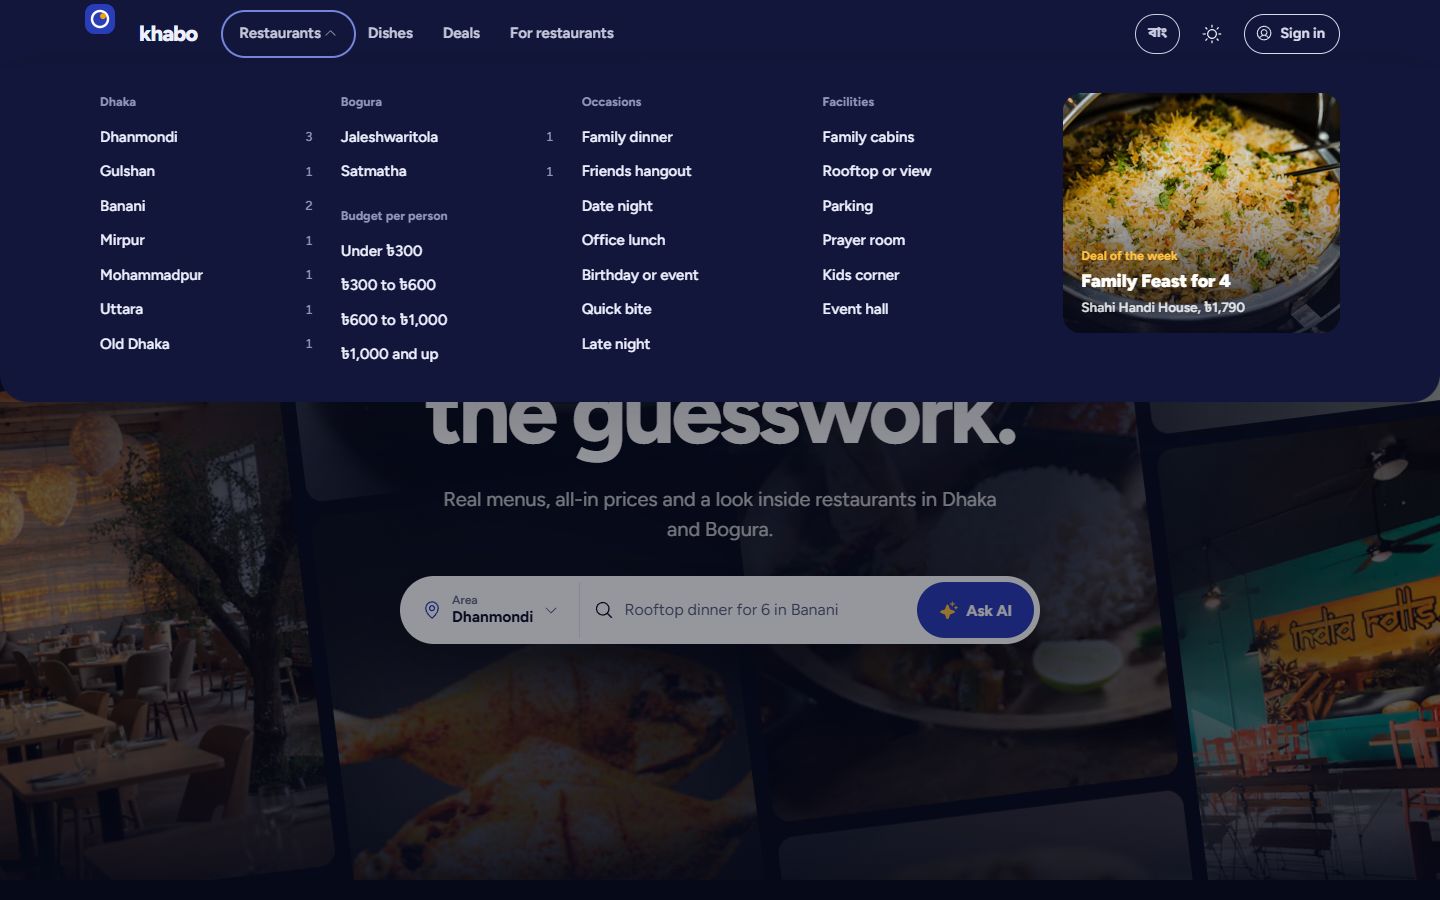 khabo
Restaurants
Dishes
Deals
For restaurants
বাং
Sign in
Dhaka
Dhanmondi 3
Gulshan 1
Banani 2
Mirpur 1
Mohammadpur 1
Uttara 1
Old Dhaka 1
Bogura
Jaleshwaritola 1
Satmatha 1
Budget per person
Under ৳300
৳300 to ৳600
৳600 to ৳1,000
৳1,000 and up
Occasions
Family dinner
Friends hangout
Date night
Office lunch
Birthday or event
Quick bite
Late night
Facilities
Family cabins
Rooftop or view
Parking
Prayer room
Kids corner
Event hall
Deal of the week
Family Feast for 4
Shahi Handi House, ৳1,790
the guesswork.
Real menus, all-in prices and a look inside restaurants in Dhaka
and Bogura.
Area
Dhanmondi
Rooftop dinner for 6 in Banani
Ask AI
india rolls